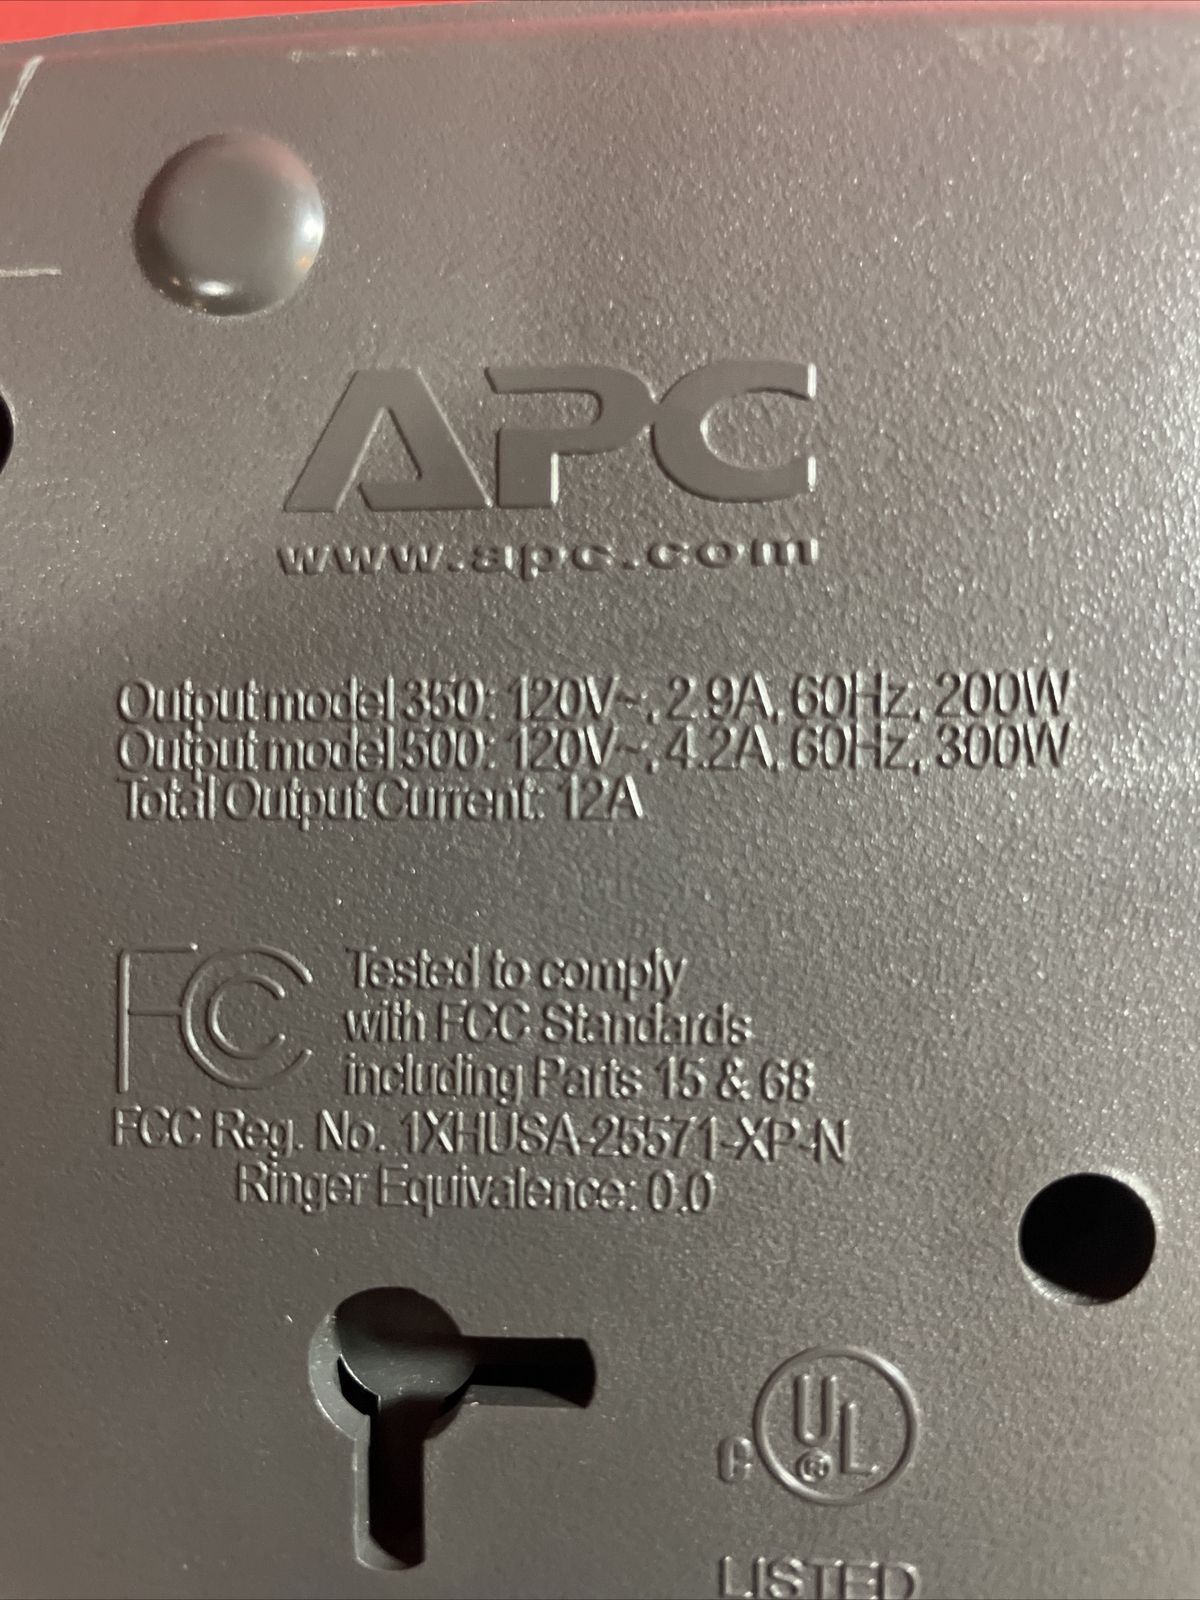 APC
www.apc.com
Output model 350: 120V~, 2.9A, 60Hz, 200W
Output model 500: 120V~, 4.2A, 60Hz, 300W
Total Output Current: 12A
FCC
Tested to comply
with FCC Standards
including Parts 15 & 68
FCC Reg. No. 1XHUSA-25571-XP-N
Ringer Equivalence: 0.0
C UL ®
LISTED